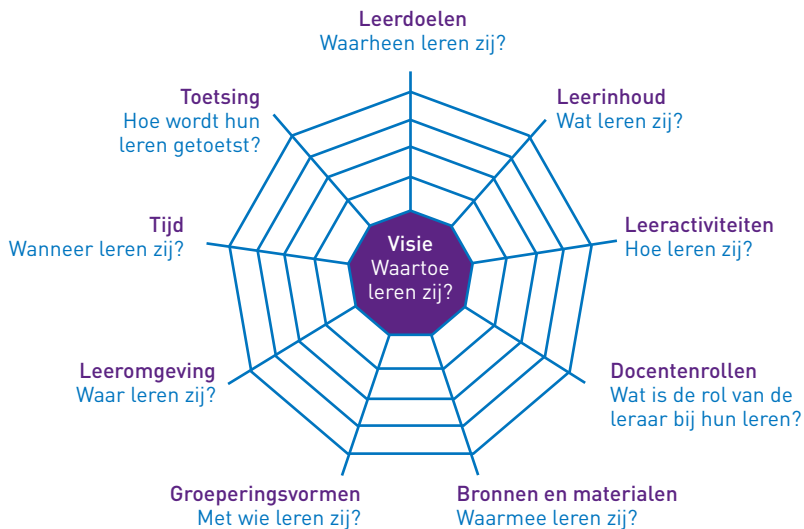 Leerdoelen
Waarheen leren zij?
Leerinhoud
Wat leren zij?
Leeractiviteiten
Hoe leren zij?
Docentenrollen
Wat is de rol van de
leraar bij hun leren?
Bronnen en materialen
Waarmee leren zij?
Groeperingsvormen
Met wie leren zij?
Leeromgeving
Waar leren zij?
Tijd
Wanneer leren zij?
Toetsing
Hoe wordt hun
leren getoetst?
Visie
Waartoe
leren zij?